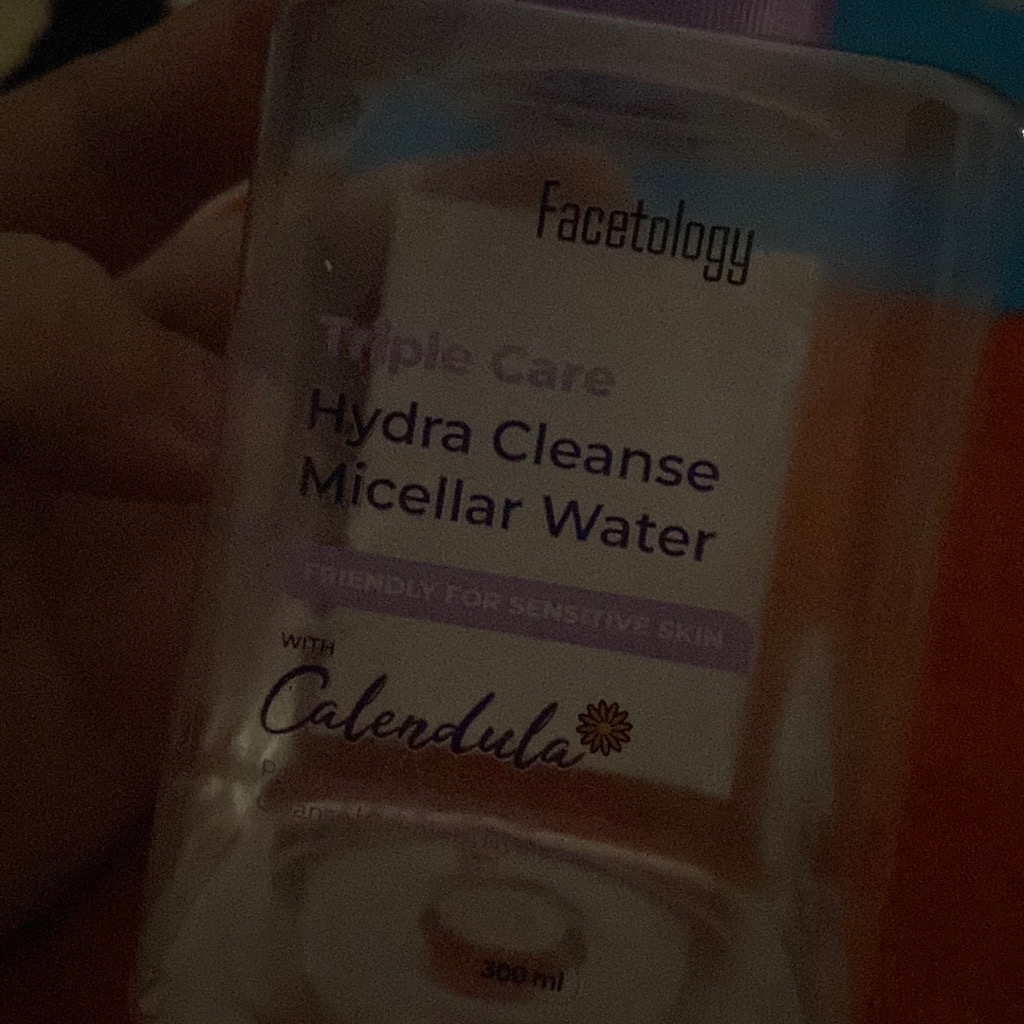 Facetology
Triple Care
Hydra Cleanse
Micellar Water
FRIENDLY FOR SENSITIVE SKIN
WITH
Calendula
300 ml